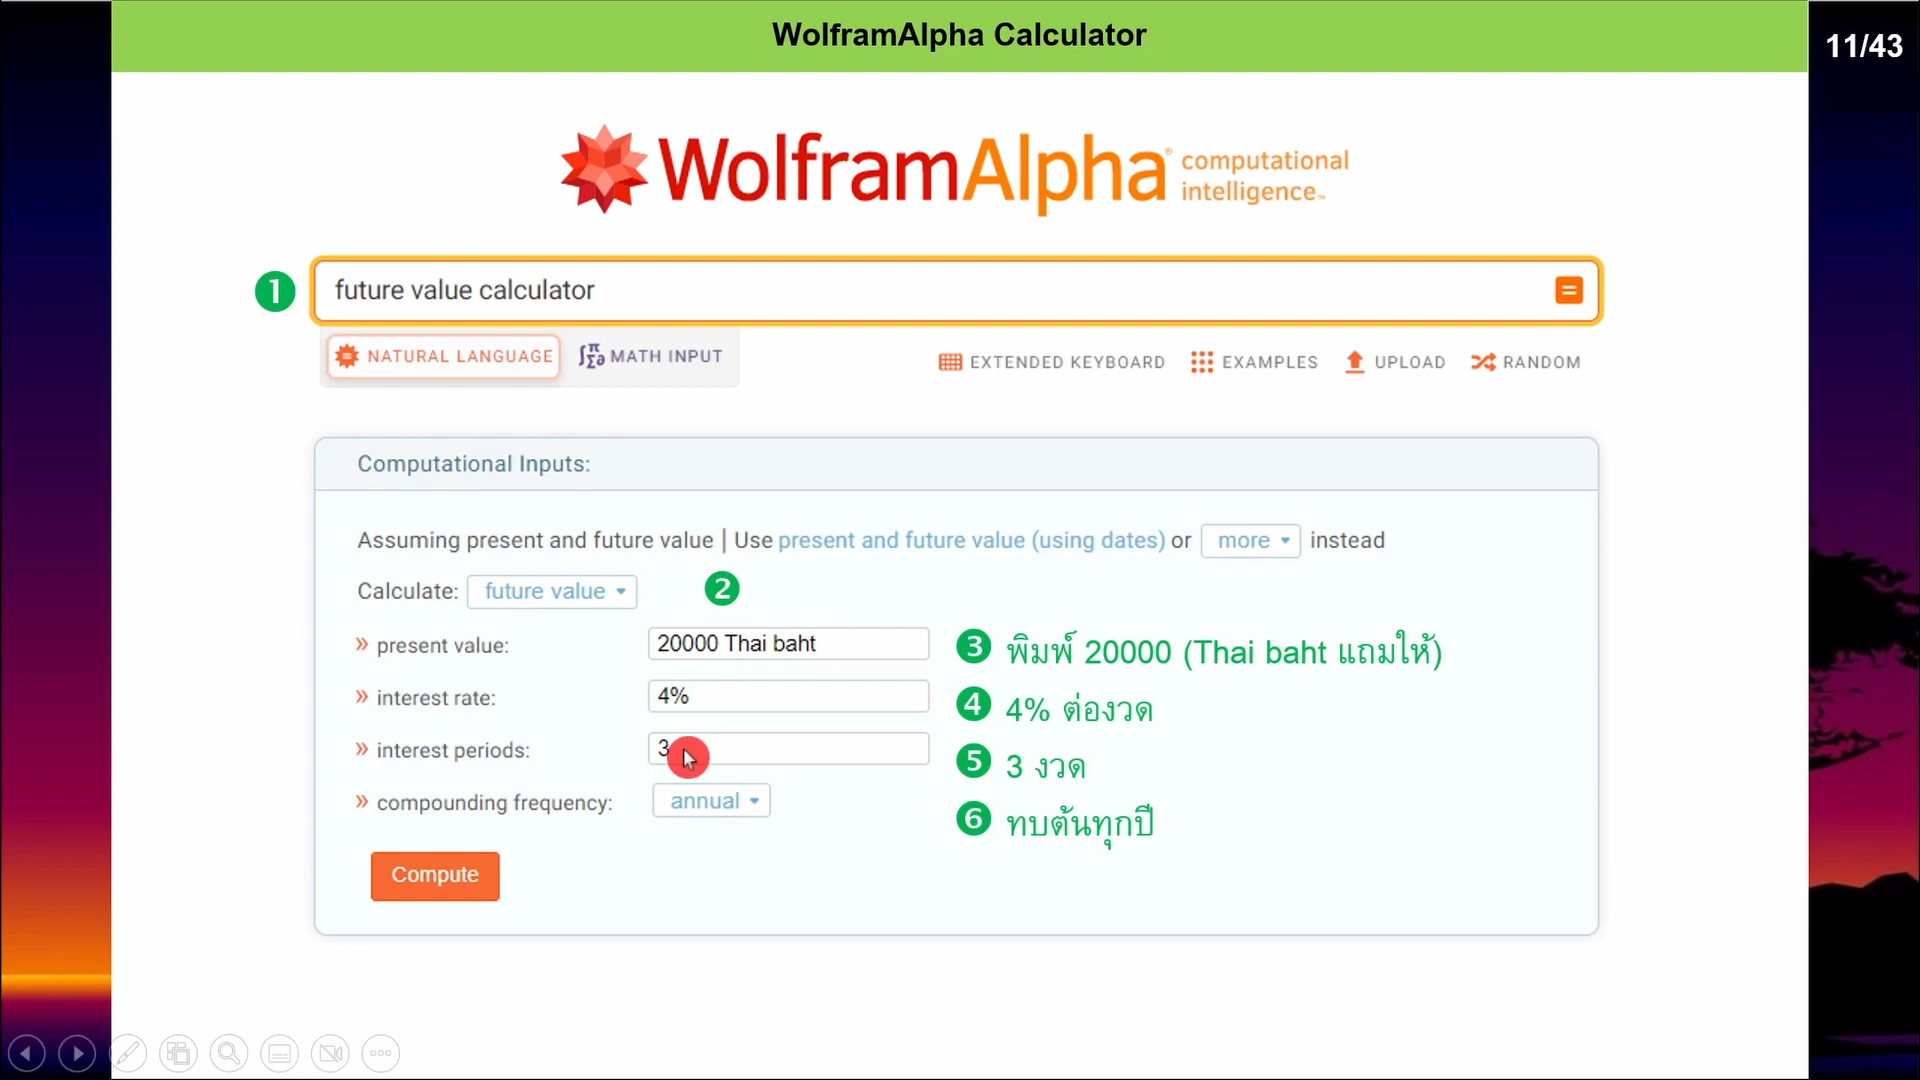 WolframAlpha Calculator
11/43
WolframAlpha® computational intelligence™
1 future value calculator =
NATURAL LANGUAGE MATH INPUT EXTENDED KEYBOARD EXAMPLES UPLOAD RANDOM
Computational Inputs:
Assuming present and future value | Use present and future value (using dates) or more instead
Calculate: future value 2
» present value: 20000 Thai baht 3 พิมพ์ 20000 (Thai baht แถมให้)
» interest rate: 4% 4 4% ต่องวด
» interest periods: 3 5 3 งวด
» compounding frequency: annual 6 ทบต้นทุกปี
Compute